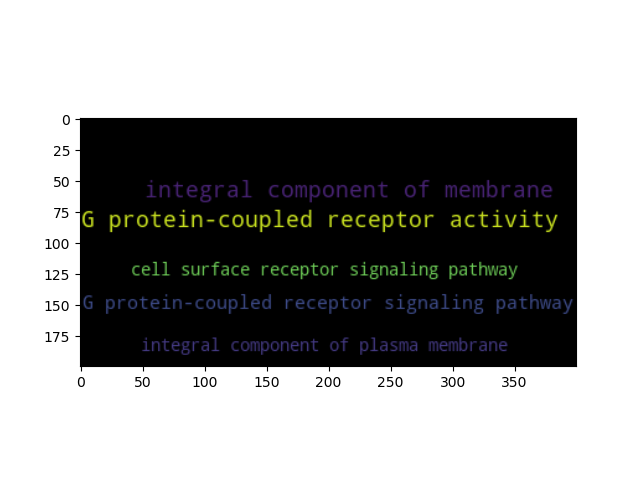 0
25
50
integral component of membrane
75
G protein-coupled receptor activity
100
125
cell surface receptor signaling pathway
150
G protein-coupled receptor signaling pathway
175
integral component of plasma membrane
0 50 100 150 200 250 300 350